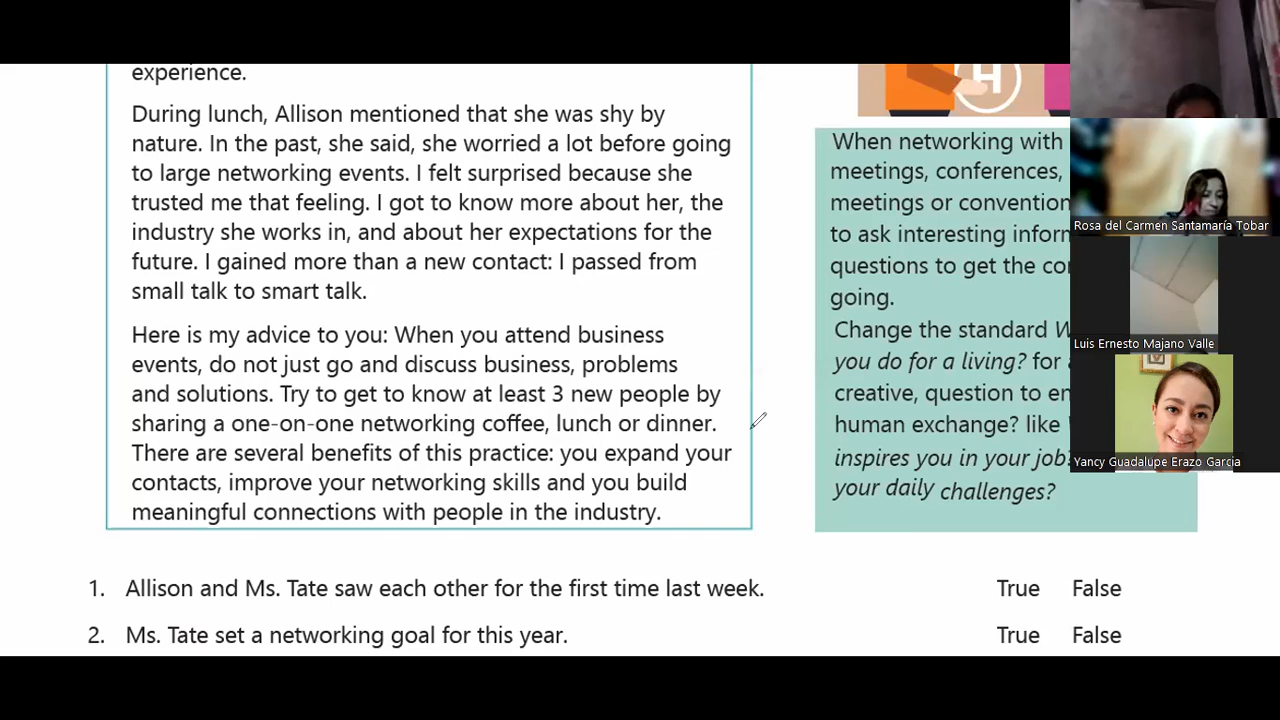 experience.
During lunch, Allison mentioned that she was shy by
nature. In the past, she said, she worried a lot before going
to large networking events. I felt surprised because she
trusted me that feeling. I got to know more about her, the
industry she works in, and about her expectations for the
future. I gained more than a new contact: I passed from
small talk to smart talk.
Here is my advice to you: When you attend business
events, do not just go and discuss business, problems
and solutions. Try to get to know at least 3 new people by
sharing a one-on-one networking coffee, lunch or dinner.
There are several benefits of this practice: you expand your
contacts, improve your networking skills and you build
meaningful connections with people in the industry.
H
When networking with
meetings, conferences,
meetings or convention
to ask interesting inform
questions to get the co
going.
Change the standard W
you do for a living? for
creative, question to en
human exchange? like
inspires you in your job?
your daily challenges?
Rosa del Carmen Santamaría Tobar
Luis Ernesto Majano Valle
Yancy Guadalupe Erazo Garcia
1. Allison and Ms. Tate saw each other for the first time last week. True False
2. Ms. Tate set a networking goal for this year. True False